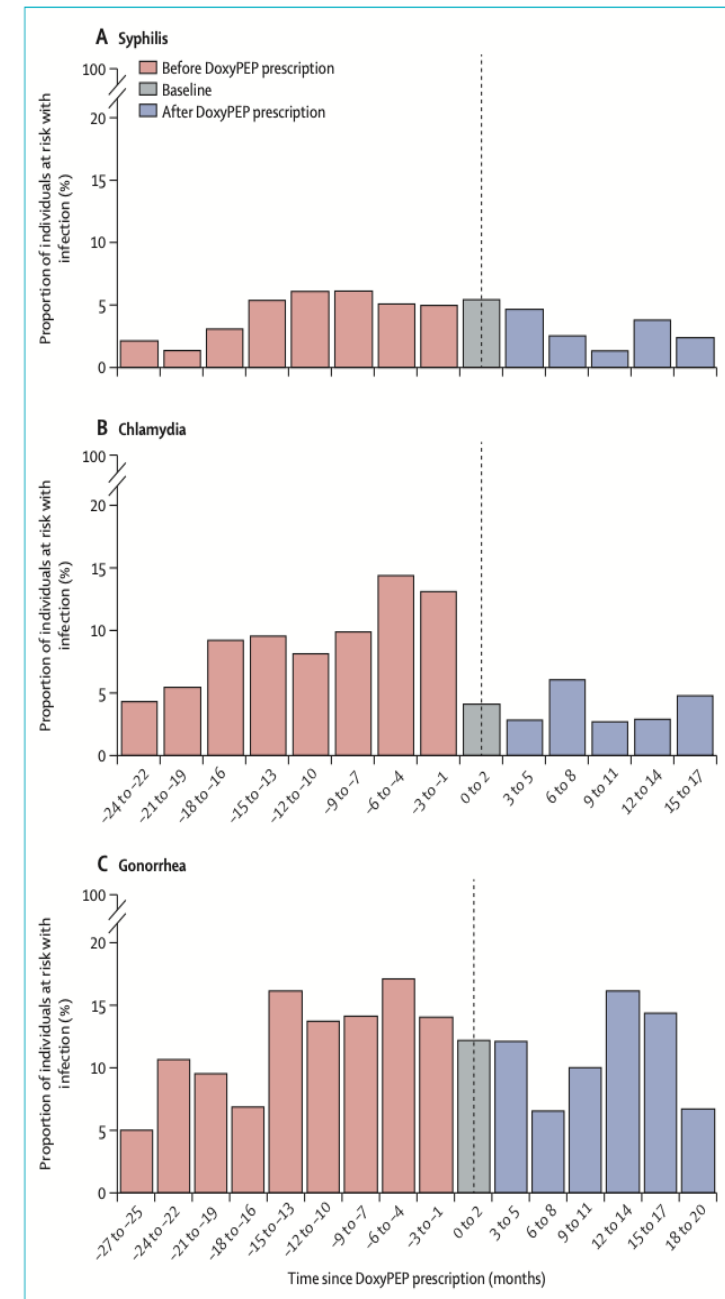 A Syphilis
100
20
15
10
5
0
Proportion of individuals at risk with
infection (%)
Before DoxyPEP prescription
Baseline
After DoxyPEP prescription
B Chlamydia
100
20
15
10
5
0
Proportion of individuals at risk with
infection (%)
–24 to –22
–21 to –19
–18 to –16
–15 to –13
–12 to –10
–9 to –7
–6 to –4
–3 to –1
0 to 2
3 to 5
6 to 8
9 to 11
12 to 14
15 to 17
C Gonorrhea
100
20
15
10
5
0
Proportion of individuals at risk with
infection (%)
–27 to –25
–24 to –22
–21 to –19
–18 to –16
–15 to –13
–12 to –10
–9 to –7
–6 to –4
–3 to –1
0 to 2
3 to 5
6 to 8
9 to 11
12 to 14
15 to 17
18 to 20
Time since DoxyPEP prescription (months)